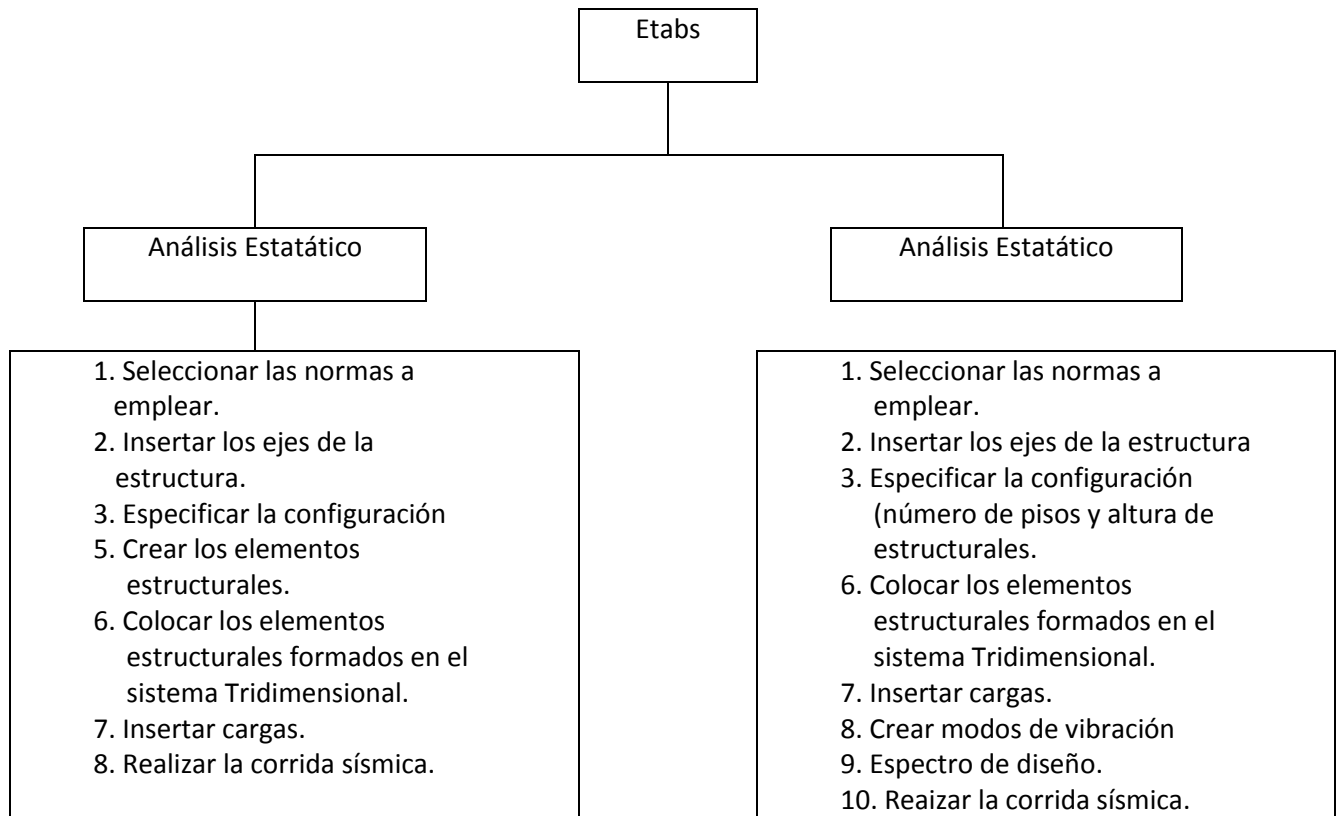 Etabs
Análisis Estatático
Análisis Estatático
1. Seleccionar las normas a
emplear.
2. Insertar los ejes de la
estructura.
3. Especificar la configuración
5. Crear los elementos
estructurales.
6. Colocar los elementos
estructurales formados en el
sistema Tridimensional.
7. Insertar cargas.
8. Realizar la corrida sísmica.
1. Seleccionar las normas a
emplear.
2. Insertar los ejes de la estructura
3. Especificar la configuración
(número de pisos y altura de
estructurales.
6. Colocar los elementos
estructurales formados en el
sistema Tridimensional.
7. Insertar cargas.
8. Crear modos de vibración
9. Espectro de diseño.
10. Reaizar la corrida sísmica.